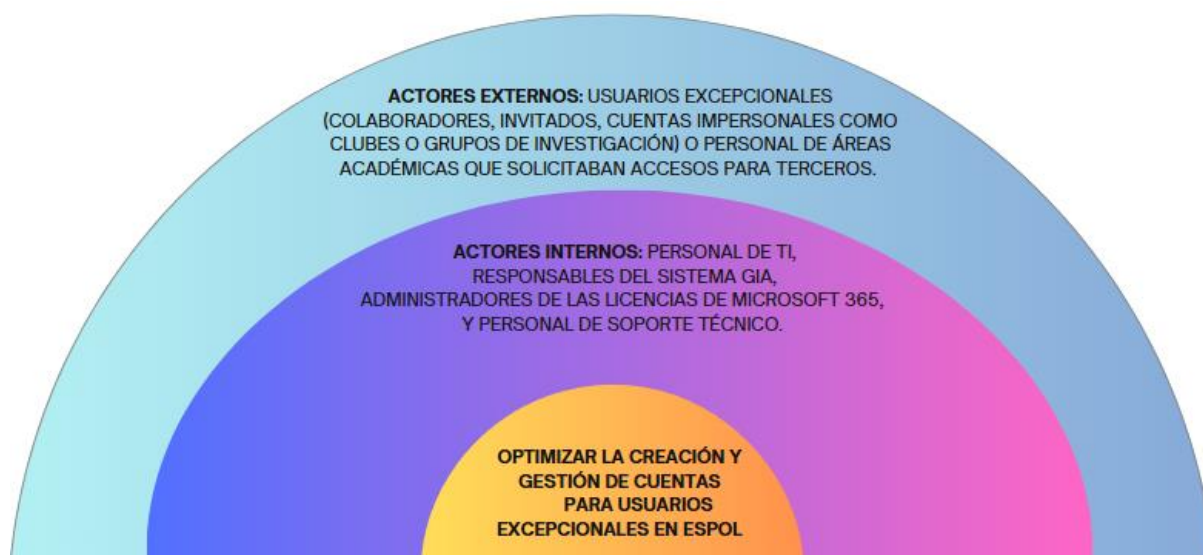 ACTORES EXTERNOS: USUARIOS EXCEPCIONALES
(COLABORADORES, INVITADOS, CUENTAS IMPERSONALES COMO
CLUBES O GRUPOS DE INVESTIGACIÓN) O PERSONAL DE ÁREAS
ACADÉMICAS QUE SOLICITABAN ACCESOS PARA TERCEROS.
ACTORES INTERNOS: PERSONAL DE TI,
RESPONSABLES DEL SISTEMA GIA,
ADMINISTRADORES DE LAS LICENCIAS DE MICROSOFT 365,
Y PERSONAL DE SOPORTE TÉCNICO.
OPTIMIZAR LA CREACIÓN Y
GESTIÓN DE CUENTAS
PARA USUARIOS
EXCEPCIONALES EN ESPOL